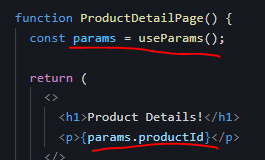 function ProductDetailPage() {
const params = useParams();
return (
<>
<h1>Product Details!</h1>
<p>{params.productId}</p>
</>